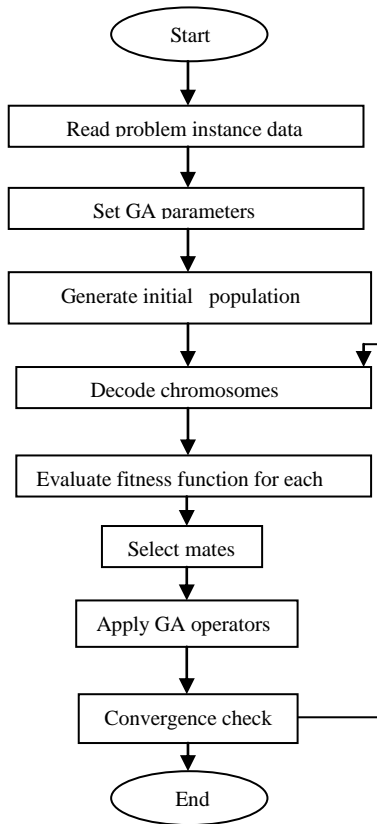 Start
Read problem instance data
Set GA parameters
Generate initial population
Decode chromosomes
Evaluate fitness function for each
Select mates
Apply GA operators
Convergence check
End